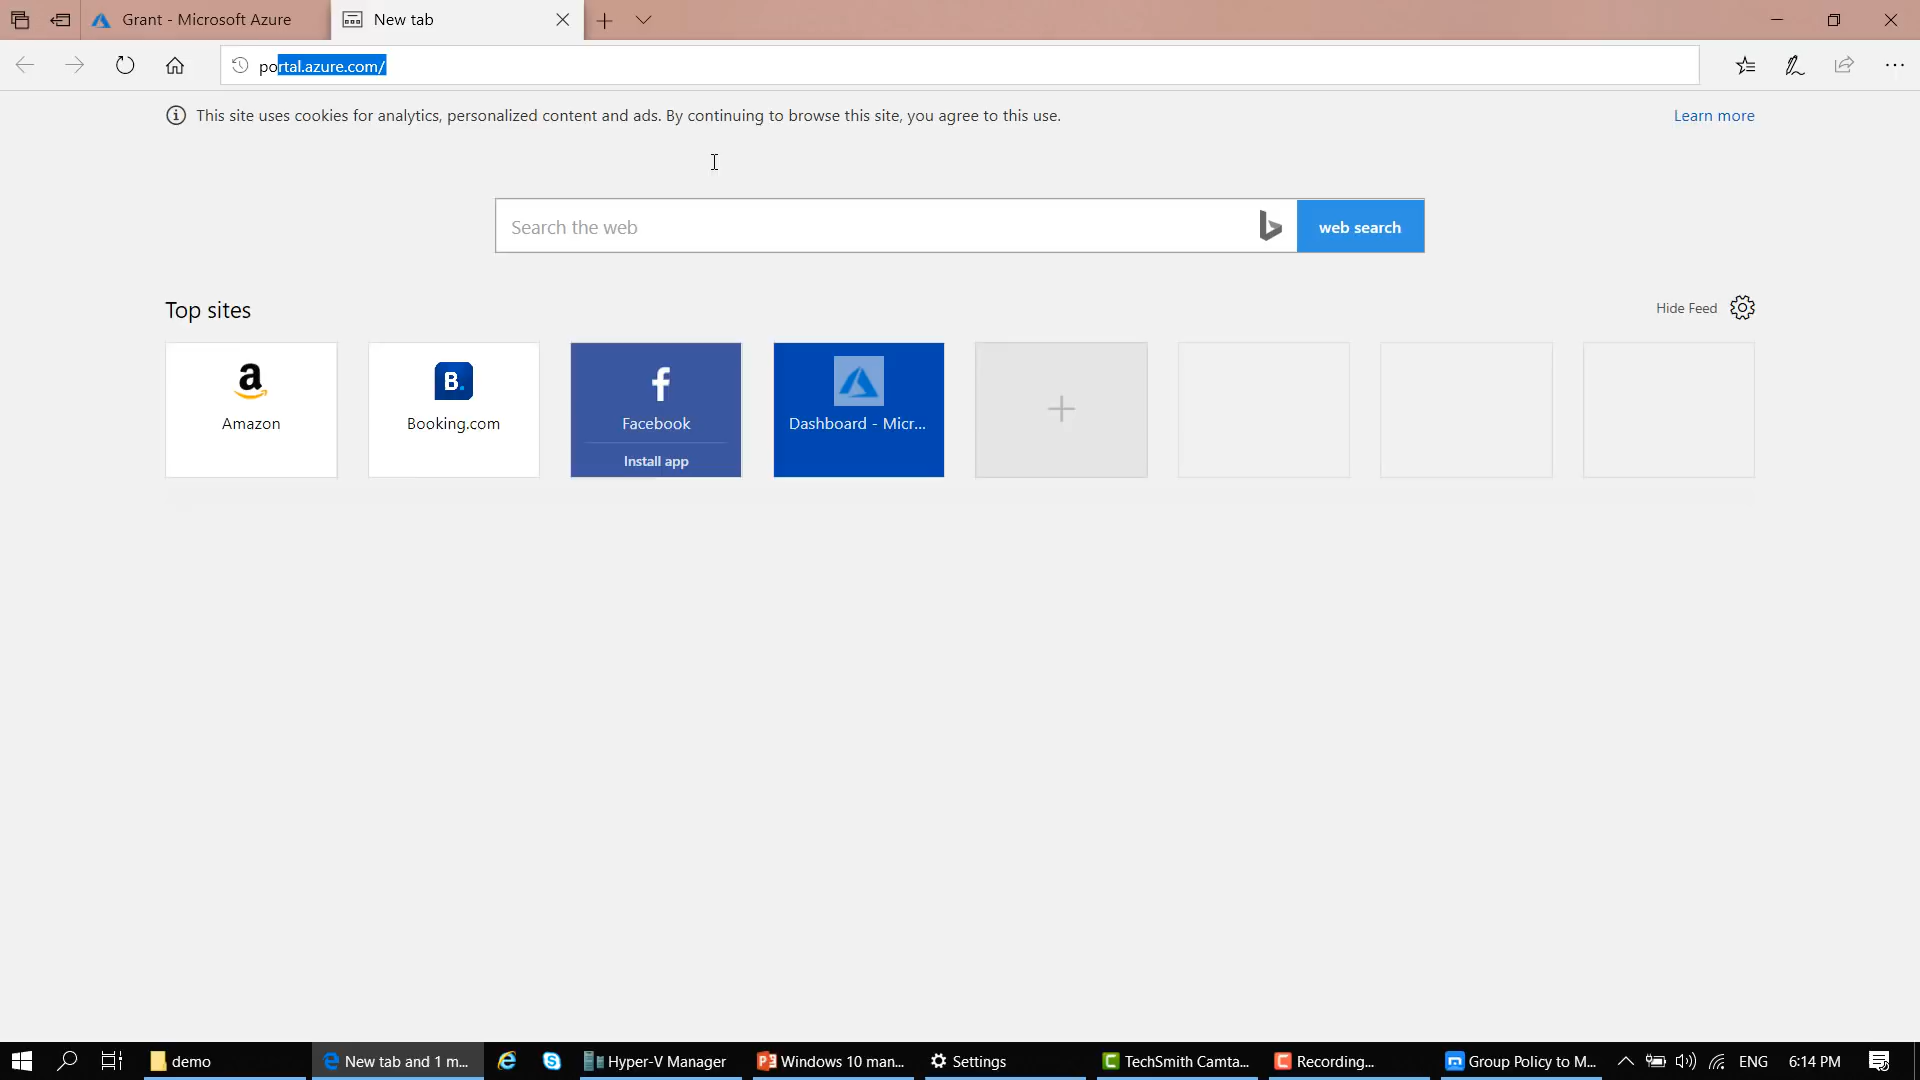 Grant - Microsoft Azure
New tab
portal.azure.com/
This site uses cookies for analytics, personalized content and ads. By continuing to browse this site, you agree to this use.
Learn more
Search the web
web search
Top sites
Hide Feed
a
Amazon
B.
Booking.com
f
Facebook
Install app
Dashboard - Micr...
demo
New tab and 1 m...
Hyper-V Manager
Windows 10 man...
Settings
TechSmith Camta...
Recording...
Group Policy to M...
ENG
6:14 PM